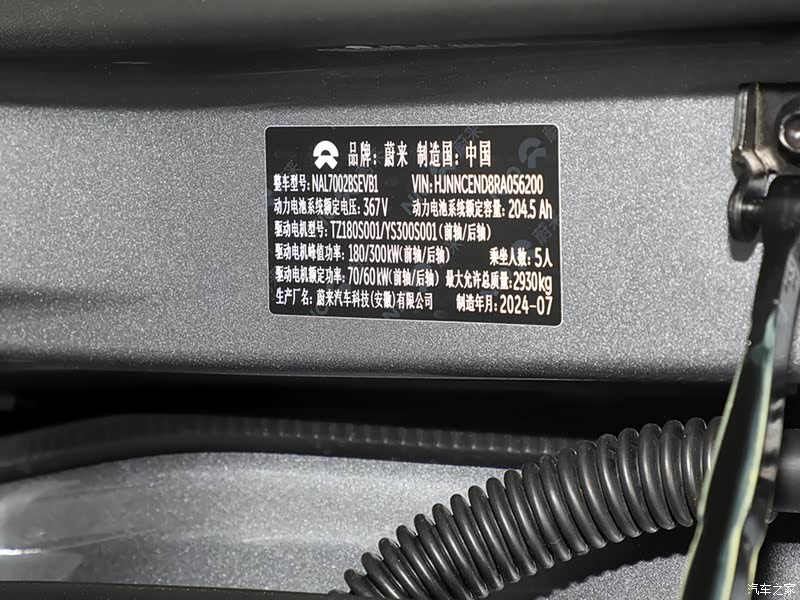 品牌: 蔚来 制造国: 中国
整车型号: NAL7002BSEVB1 VIN: HJNNCEND8RA056200
动力电池系统额定电压: 367V 动力电池系统额定容量: 204.5 Ah
驱动电机型号: TZ180S001/YS300S001(前轴/后轴)
驱动电机峰值功率: 180/300kW(前轴/后轴) 乘坐人数: 5人
驱动电机额定功率: 70/60kW(前轴/后轴) 最大允许总质量: 2930kg
生产厂名: 蔚来汽车科技(安徽)有限公司 制造年月: 2024-07
汽车之家